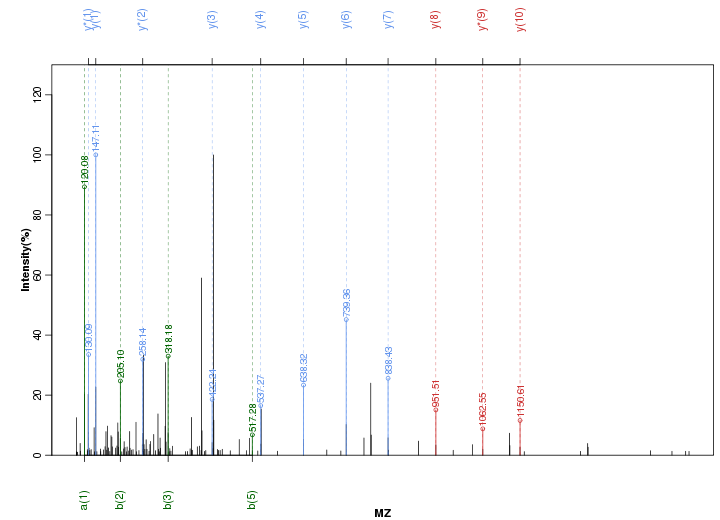 y*(1) y(1) y*(2) y(3) y(4) y(5) y(6) y(7) y(8) y*(9) y(10)
Intensity(%)
0 20 40 60 80 100 120
120.08
130.09
147.11
205.10
258.14
318.18
517.28
537.27
638.32
739.36
838.43
951.51
1062.55
1150.61
a(1) b(2) b(3) b(5)
MZ